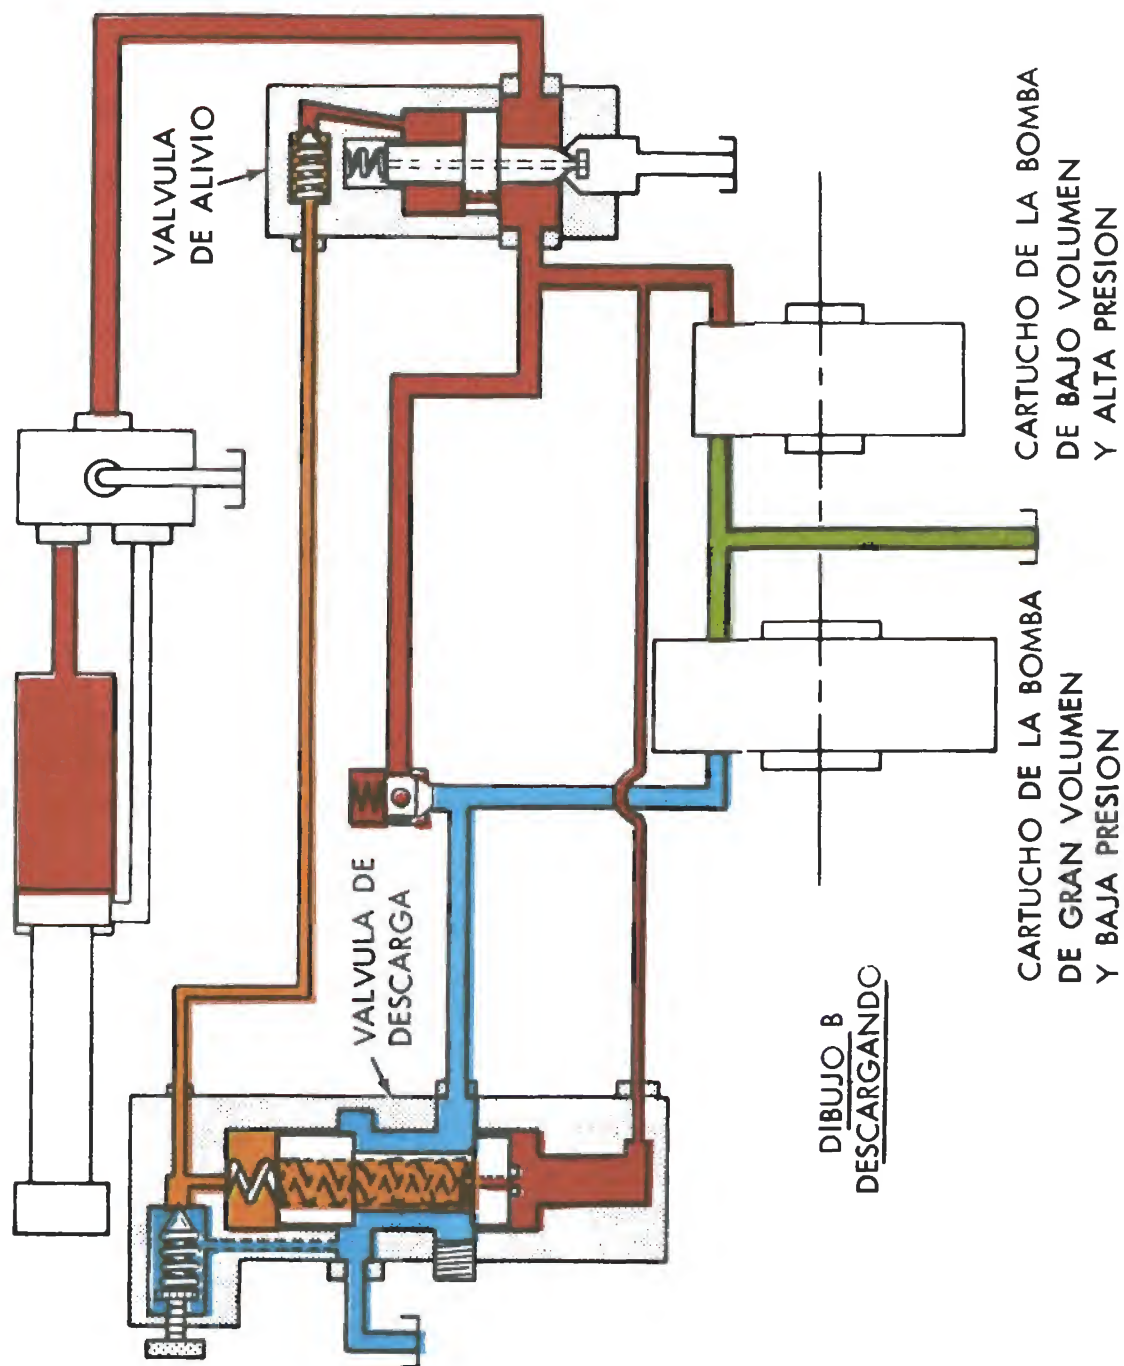 VALVULA
DE ALIVIO
VALVULA DE
DESCARGA
CARTUCHO DE LA BOMBA
DE BAJO VOLUMEN
Y ALTA PRESION
CARTUCHO DE LA BOMBA
DE GRAN VOLUMEN
Y BAJA PRESION
DIBUJO B
DESCARGANDO